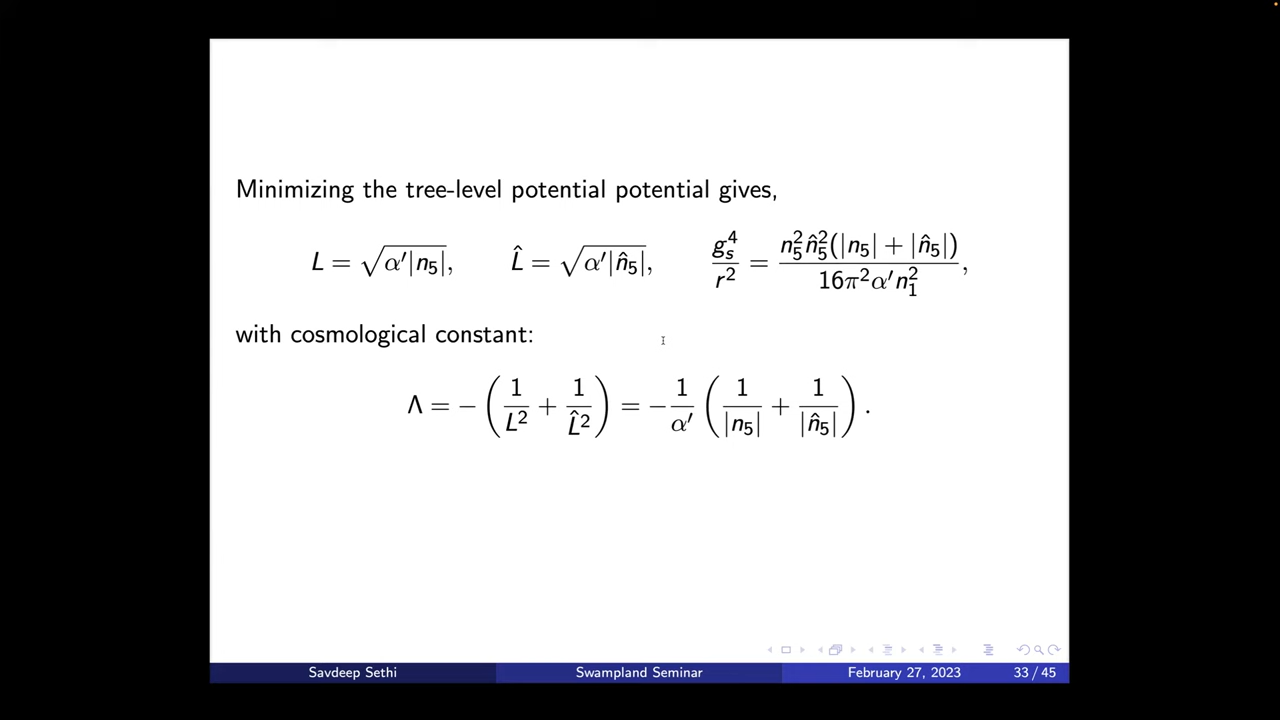 Minimizing the tree-level potential potential gives,
L = √(α′|n₅|), L̂ = √(α′|n̂₅|), g_s⁴/r² = n₅² n̂₅² (|n₅| + |n̂₅|) / 16π²α′n₁²,
with cosmological constant:
Λ = − (1/L² + 1/L̂²) = − 1/α′ (1/|n₅| + 1/|n̂₅|).
Savdeep Sethi Swampland Seminar February 27, 2023 33 / 45